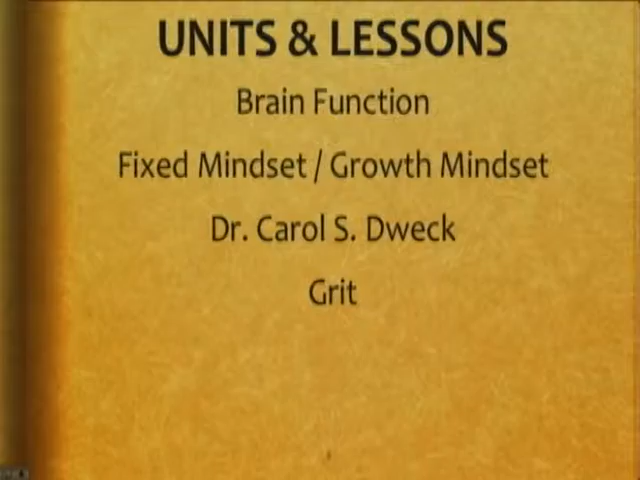 UNITS & LESSONS
Brain Function
Fixed Mindset / Growth Mindset
Dr. Carol S. Dweck
Grit